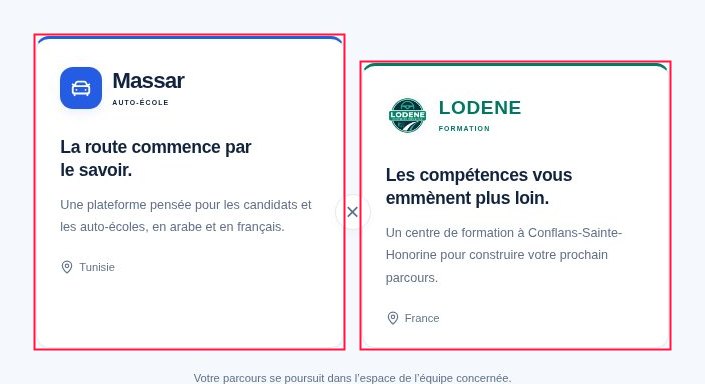 Massar
AUTO-ÉCOLE
La route commence par
le savoir.
Une plateforme pensée pour les candidats et
les auto-écoles, en arabe et en français.
Tunisie
LODENE
LODENE
FORMATION
Les compétences vous
emmènent plus loin.
Un centre de formation à Conflans-Sainte-
Honorine pour construire votre prochain
parcours.
France
Votre parcours se poursuit dans l'espace de l'équipe concernée.